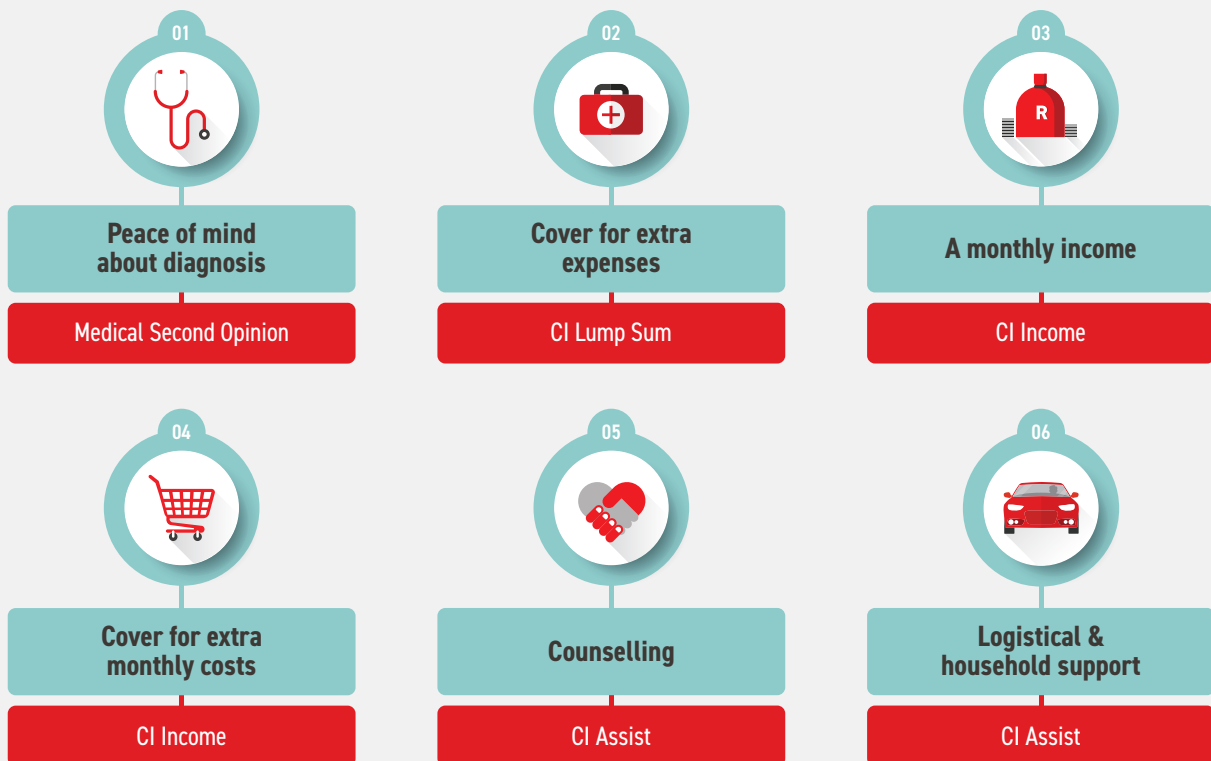 01
Peace of mind
about diagnosis
Medical Second Opinion
02
Cover for extra
expenses
CI Lump Sum
03
R
A monthly income
CI Income
04
Cover for extra
monthly costs
CI Income
05
Counselling
CI Assist
06
Logistical &
household support
CI Assist